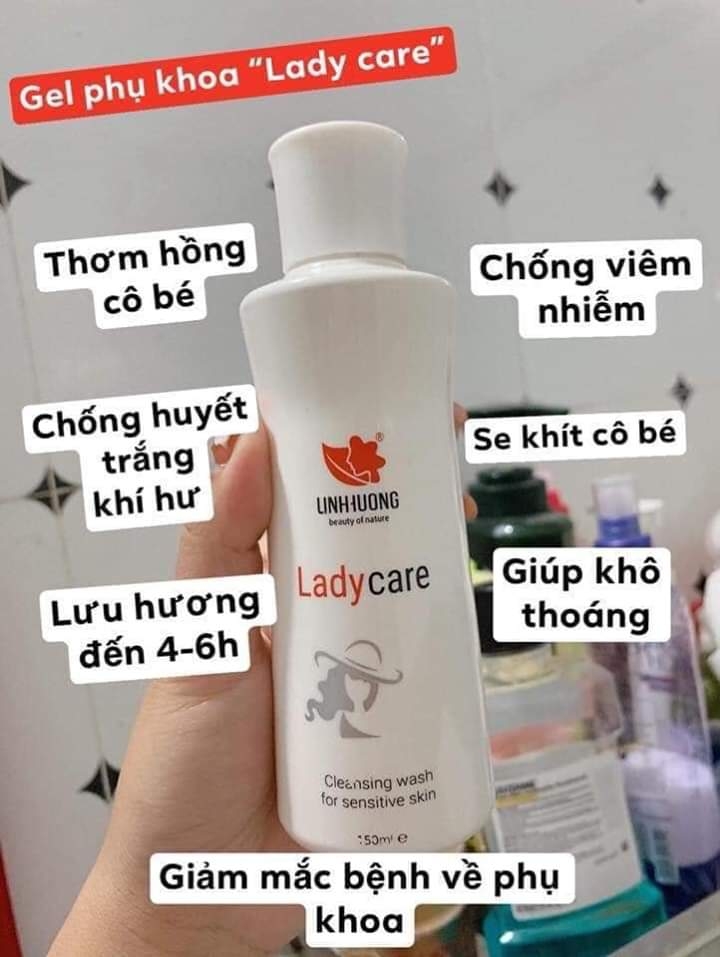 Gel phụ khoa “Lady care”
Thơm hồng
cô bé
Chống viêm
nhiễm
Chống huyết
trắng
khí hư
Se khít cô bé
Lưu hương
đến 4-6h
Giúp khô
thoáng
LINH HUONG
beauty of nature
Ladycare
Cleansing wash
for sensitive skin
150ml e
Giảm mắc bệnh về phụ
khoa